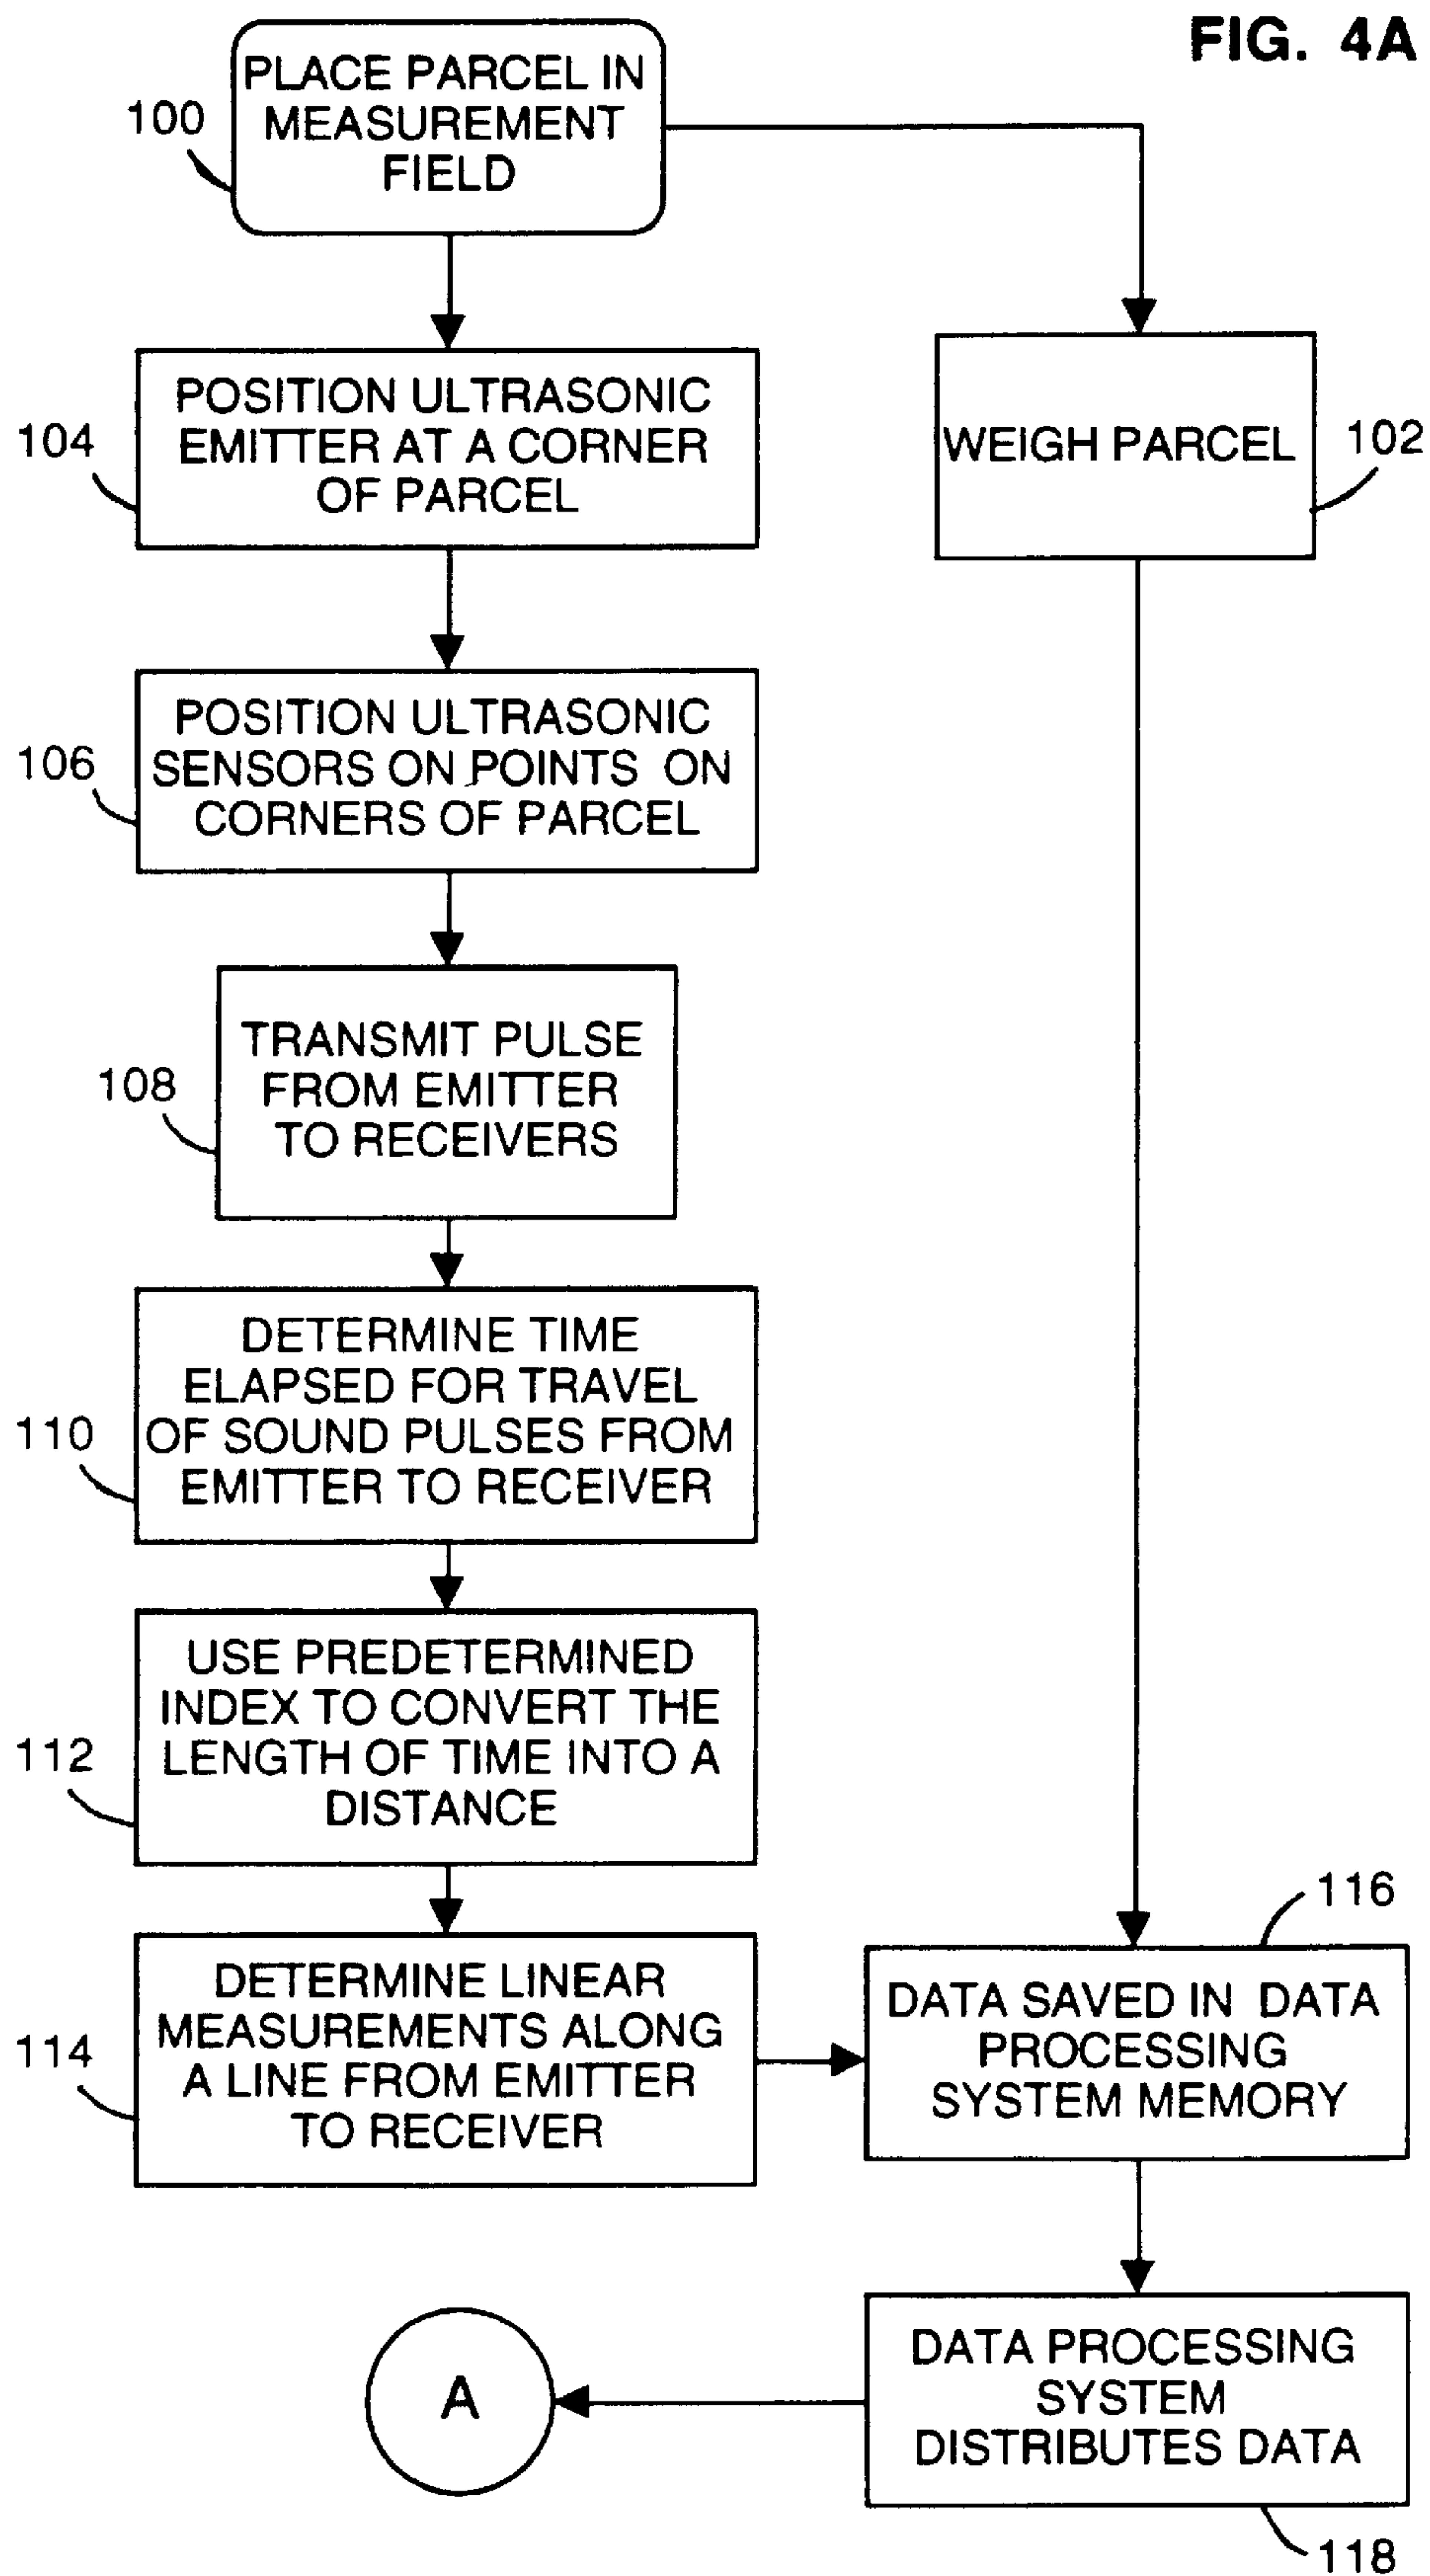 FIG. 4A
PLACE PARCEL IN
MEASUREMENT
FIELD
100
POSITION ULTRASONIC
EMITTER AT A CORNER
OF PARCEL
104
WEIGH PARCEL
102
POSITION ULTRASONIC
SENSORS ON POINTS ON
CORNERS OF PARCEL
106
TRANSMIT PULSE
FROM EMITTER
TO RECEIVERS
108
DETERMINE TIME
ELAPSED FOR TRAVEL
OF SOUND PULSES FROM
EMITTER TO RECEIVER
110
USE PREDETERMINED
INDEX TO CONVERT THE
LENGTH OF TIME INTO A
DISTANCE
112
DETERMINE LINEAR
MEASUREMENTS ALONG
A LINE FROM EMITTER
TO RECEIVER
114
116
DATA SAVED IN DATA
PROCESSING
SYSTEM MEMORY
DATA PROCESSING
SYSTEM
DISTRIBUTES DATA
118
A